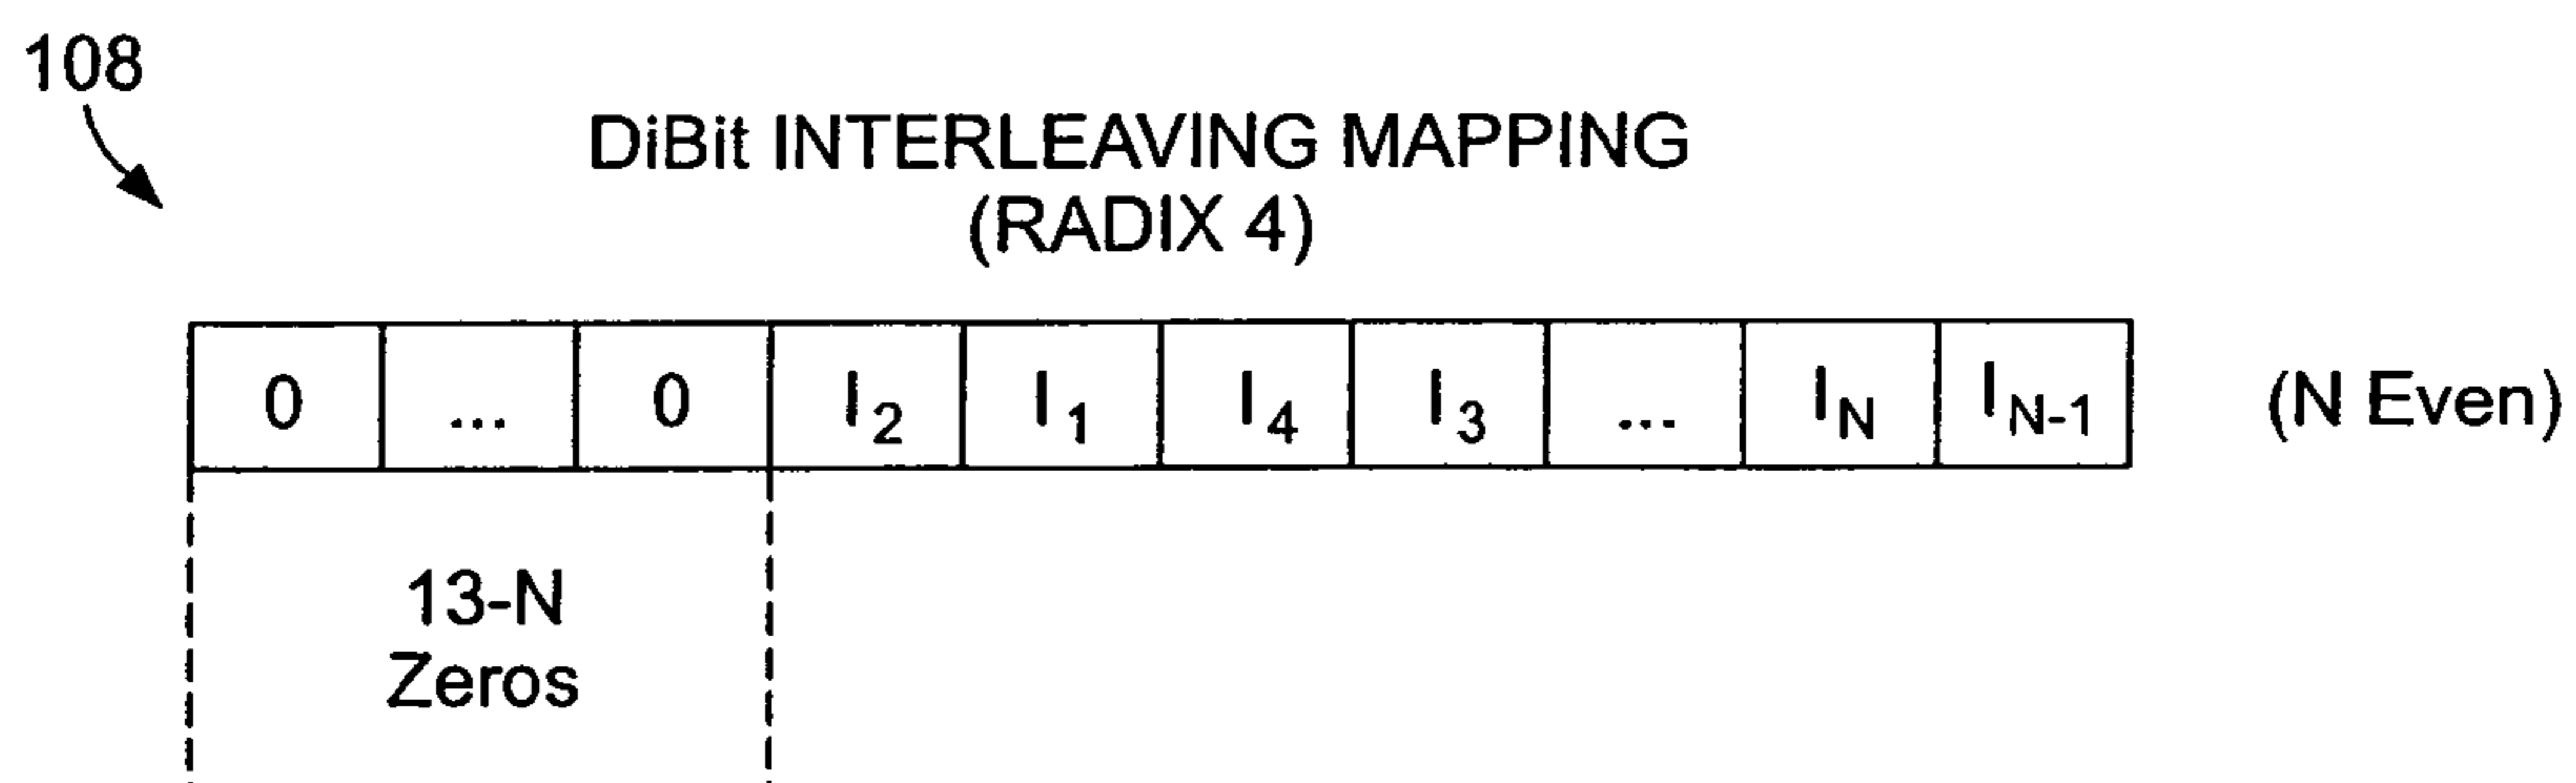 108
DiBit INTERLEAVING MAPPING
(RADIX 4)
0 ... 0 I2 I1 I4 I3 ... IN IN-1 (N Even)
13-N
Zeros